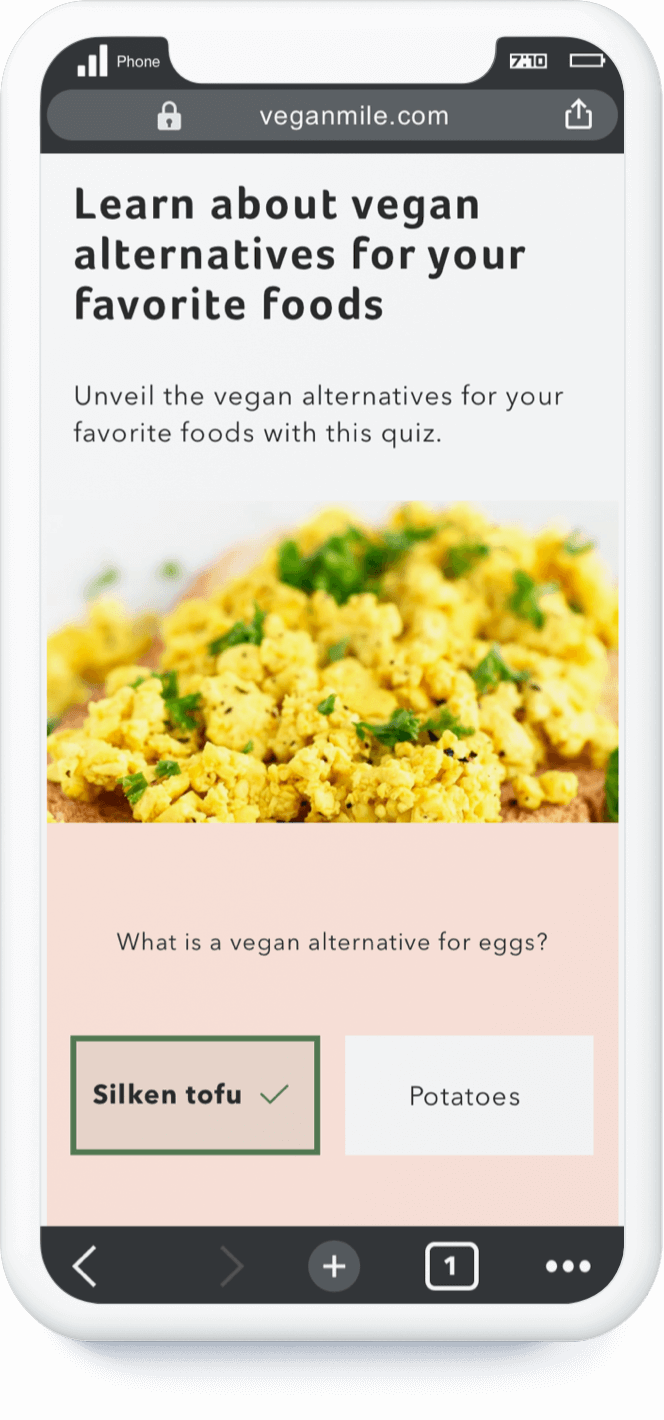 Phone
7:10
veganmile.com
Learn about vegan
alternatives for your
favorite foods
Unveil the vegan alternatives for your
favorite foods with this quiz.
What is a vegan alternative for eggs?
Silken tofu
Potatoes
1